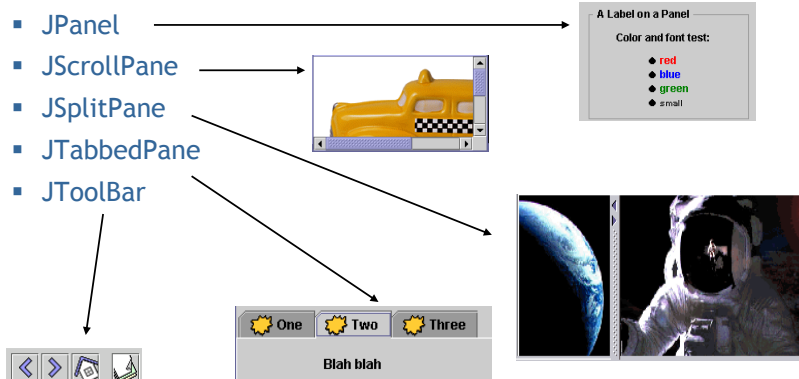 JPanel
JScrollPane
JSplitPane
JTabbedPane
JToolBar
A Label on a Panel
Color and font test:
red
blue
green
small
One Two Three
Blah blah